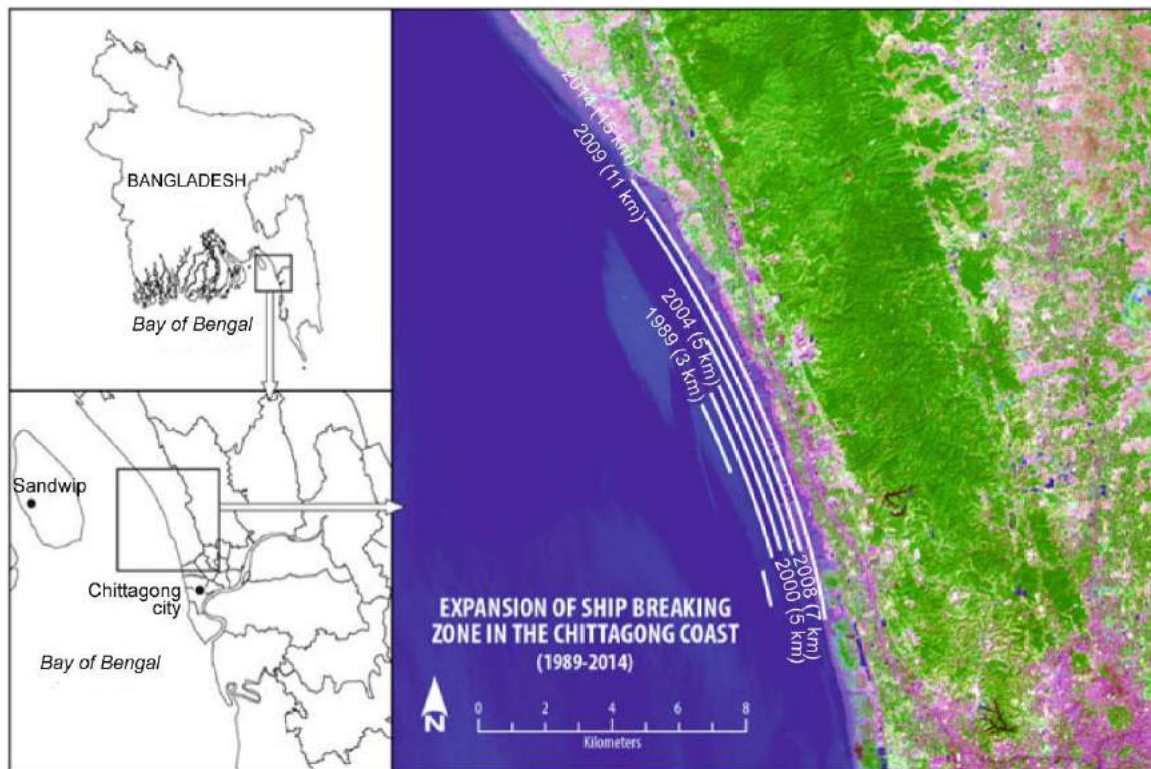 BANGLADESH
Bay of Bengal
Sandwip
Chittagong
city
Bay of Bengal
2014 (15 km)
2009 (11 km)
2004 (5 km)
1989 (3 km)
2008 (7 km)
2000 (5 km)
EXPANSION OF SHIP BREAKING
ZONE IN THE CHITTAGONG COAST
(1989-2014)
N
0 2 4 6 8
Kilometers